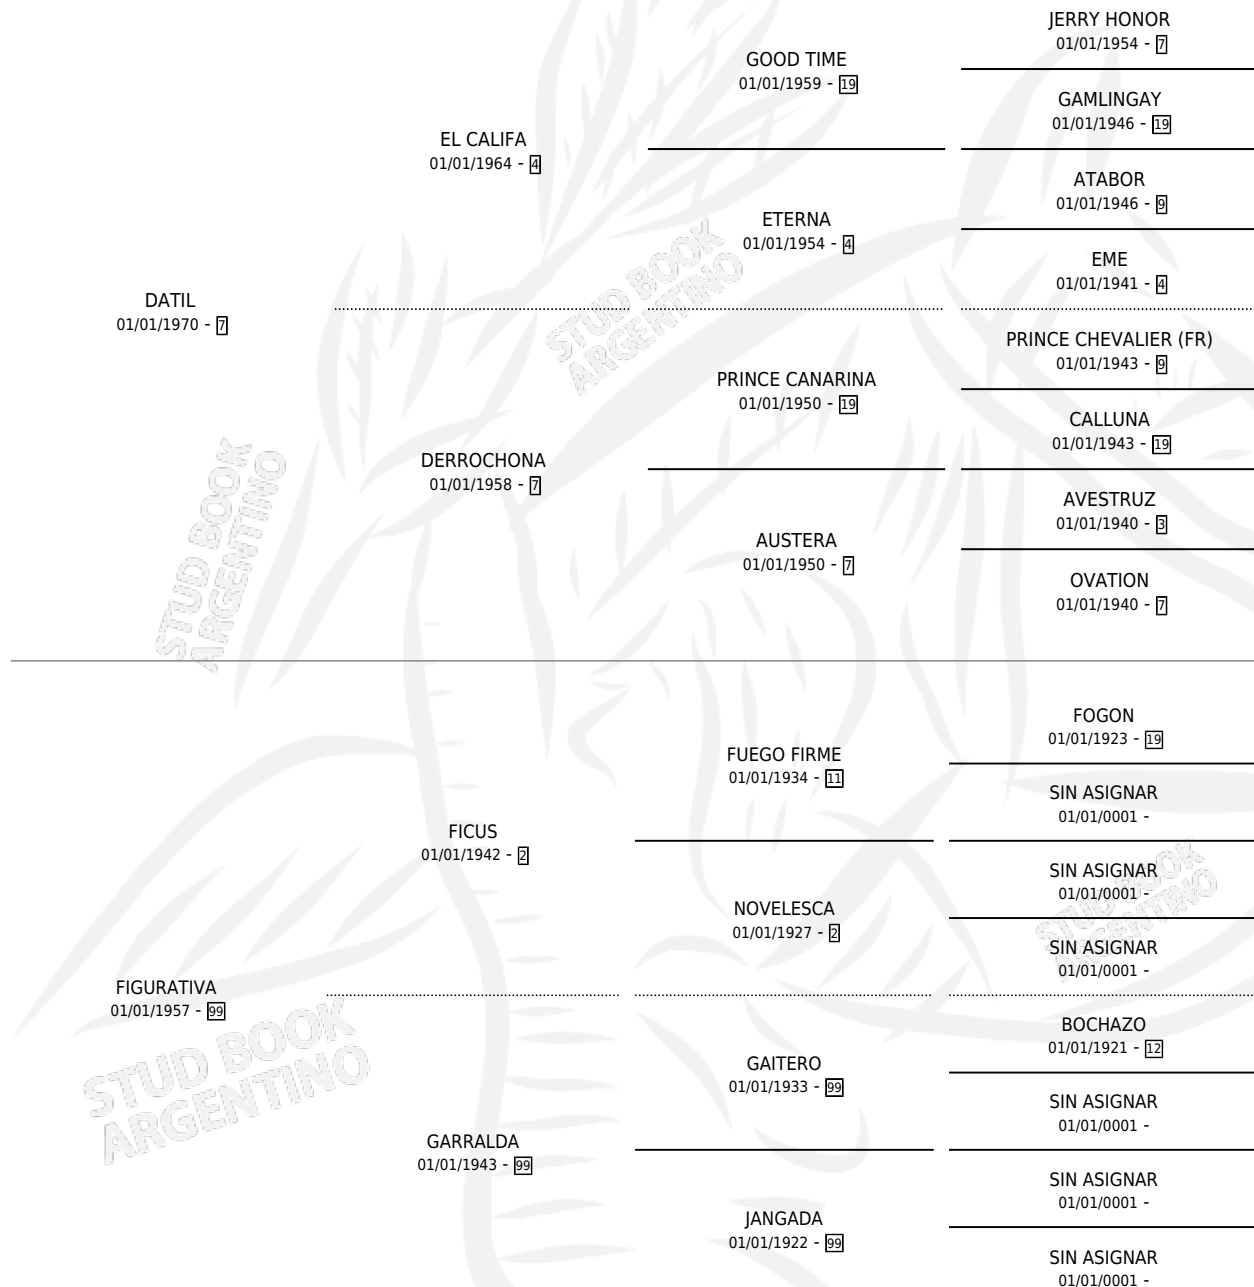 JERRY HONOR
01/01/1954 - 7
GOOD TIME
01/01/1959 - 19
GAMLINGAY
01/01/1946 - 19
EL CALIFA
01/01/1964 - 4
ATABOR
01/01/1946 - 9
ETERNA
01/01/1954 - 4
EME
01/01/1941 - 4
DATIL
01/01/1970 - 7
PRINCE CHEVALIER (FR)
01/01/1943 - 9
PRINCE CANARINA
01/01/1950 - 19
CALLUNA
01/01/1943 - 19
DERROCHONA
01/01/1958 - 7
AVESTRUZ
01/01/1940 - 3
AUSTERA
01/01/1950 - 7
OVATION
01/01/1940 - 7
STUD BOOK
ARGENTINO
STUD BOOK
ARGENTINO
FOGON
01/01/1923 - 19
FUEGO FIRME
01/01/1934 - 11
SIN ASIGNAR
01/01/0001 -
FICUS
01/01/1942 - 2
SIN ASIGNAR
01/01/0001 -
NOVELESCA
01/01/1927 - 2
SIN ASIGNAR
01/01/0001 -
STUD BOOK
ARGENTINO
FIGURATIVA
01/01/1957 - 99
BOCHAZO
01/01/1921 - 12
GAITERO
01/01/1933 - 99
SIN ASIGNAR
01/01/0001 -
STUD BOOK
ARGENTINO
GARRALDA
01/01/1943 - 99
SIN ASIGNAR
01/01/0001 -
JANGADA
01/01/1922 - 99
SIN ASIGNAR
01/01/0001 -